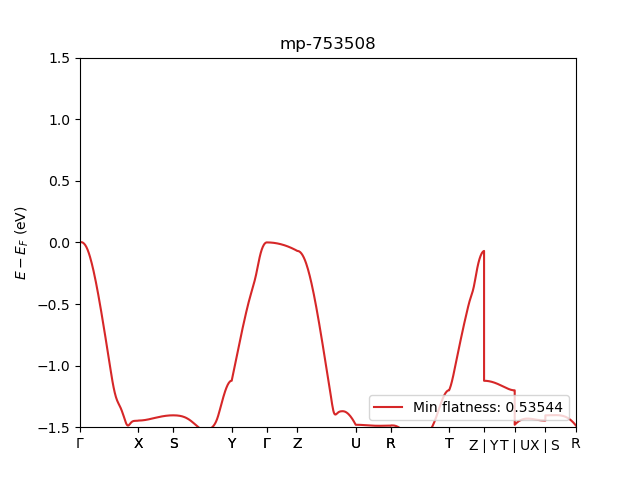 mp-753508
E − E_F (eV)
1.5
1.0
0.5
0.0
−0.5
−1.0
−1.5
Min flatness: 0.53544
Γ X S Y Γ Z U R T Z | Y T | U X | S R